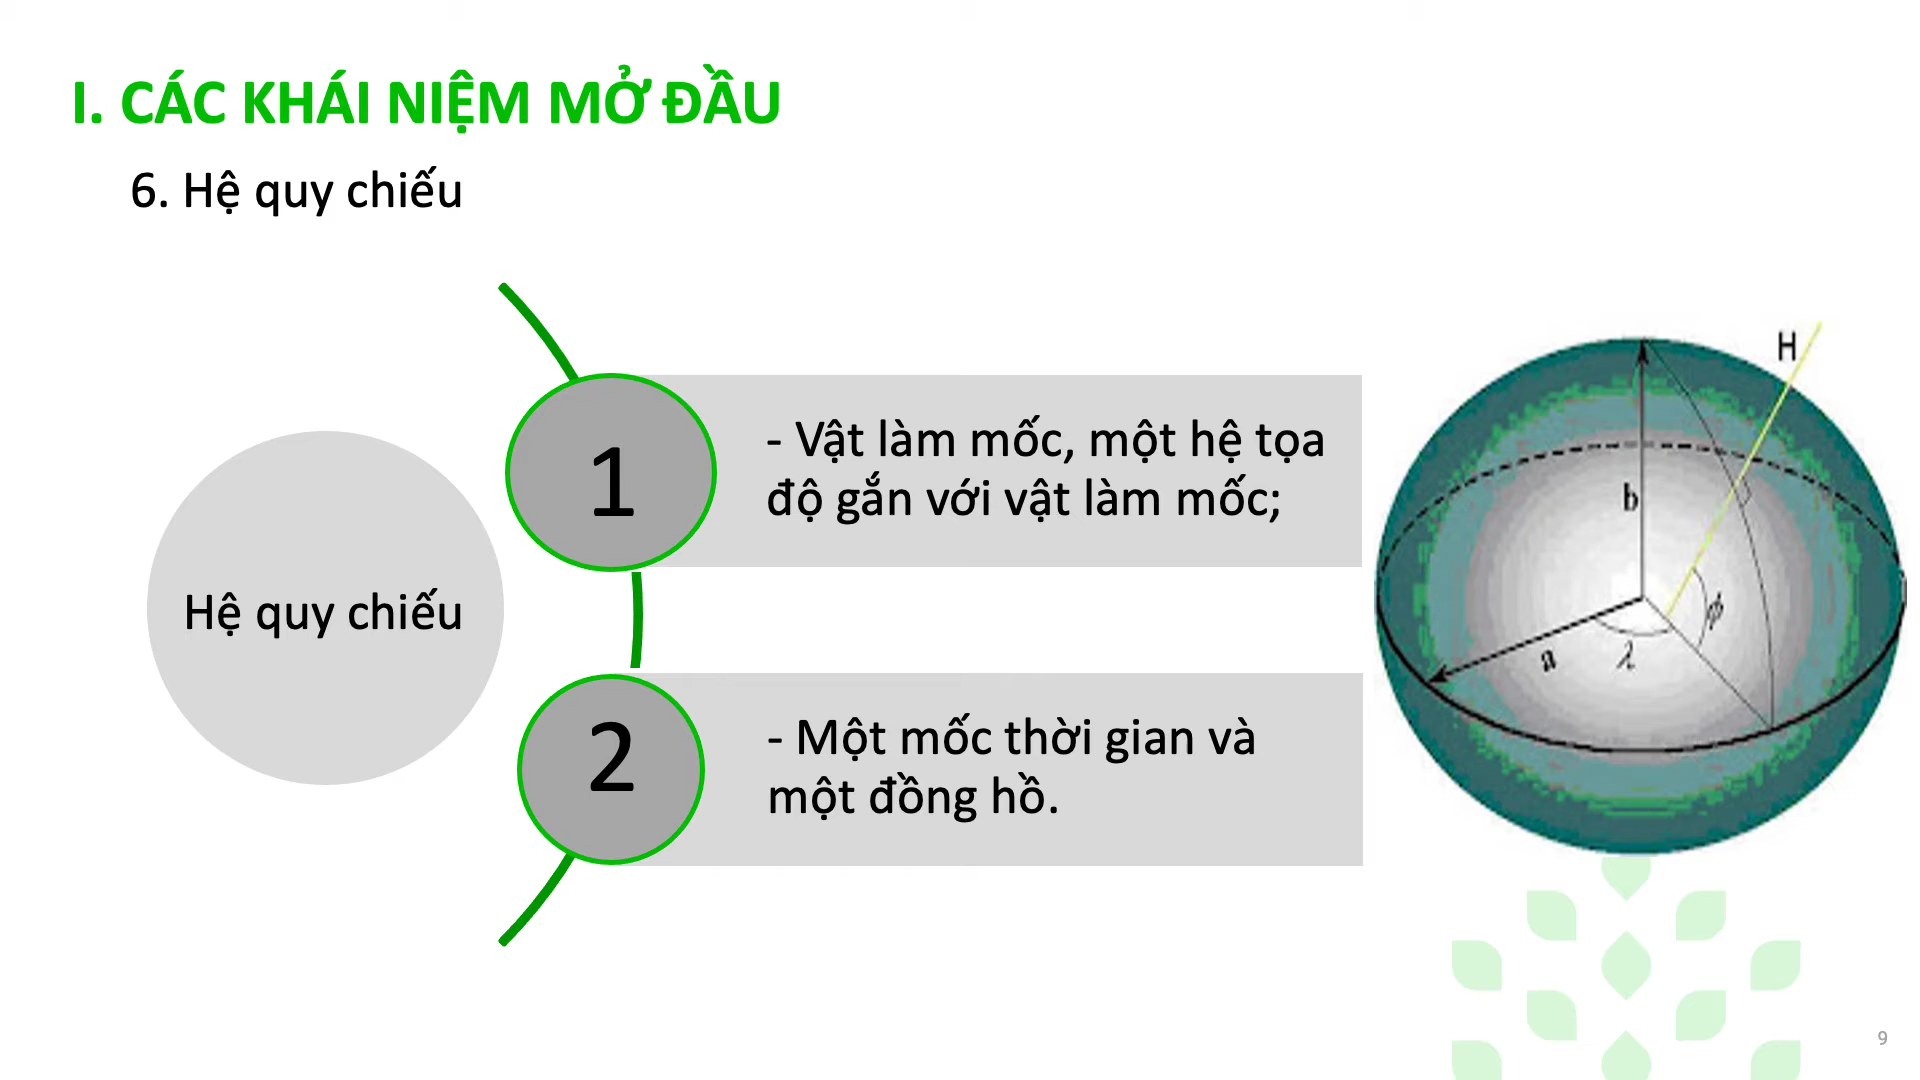 I. CÁC KHÁI NIỆM MỞ ĐẦU
6. Hệ quy chiếu
Hệ quy chiếu
1
- Vật làm mốc, một hệ tọa
độ gắn với vật làm mốc;
2
- Một mốc thời gian và
một đồng hồ.
H
b
ϕ
a
λ
9